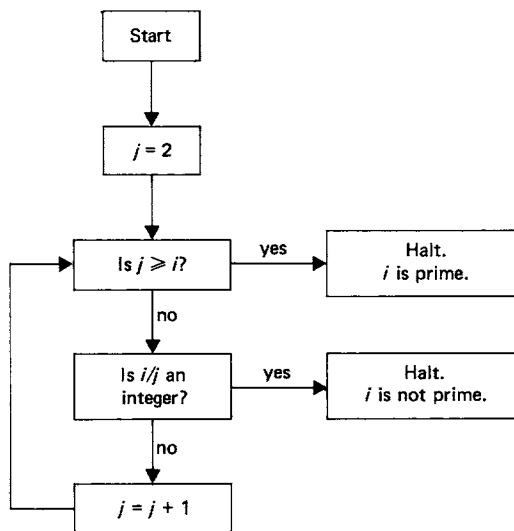 Start
j = 2
Is j ⩾ i?
yes
Halt.
i is prime.
no
Is i/j an
integer?
yes
Halt.
i is not prime.
no
j = j + 1